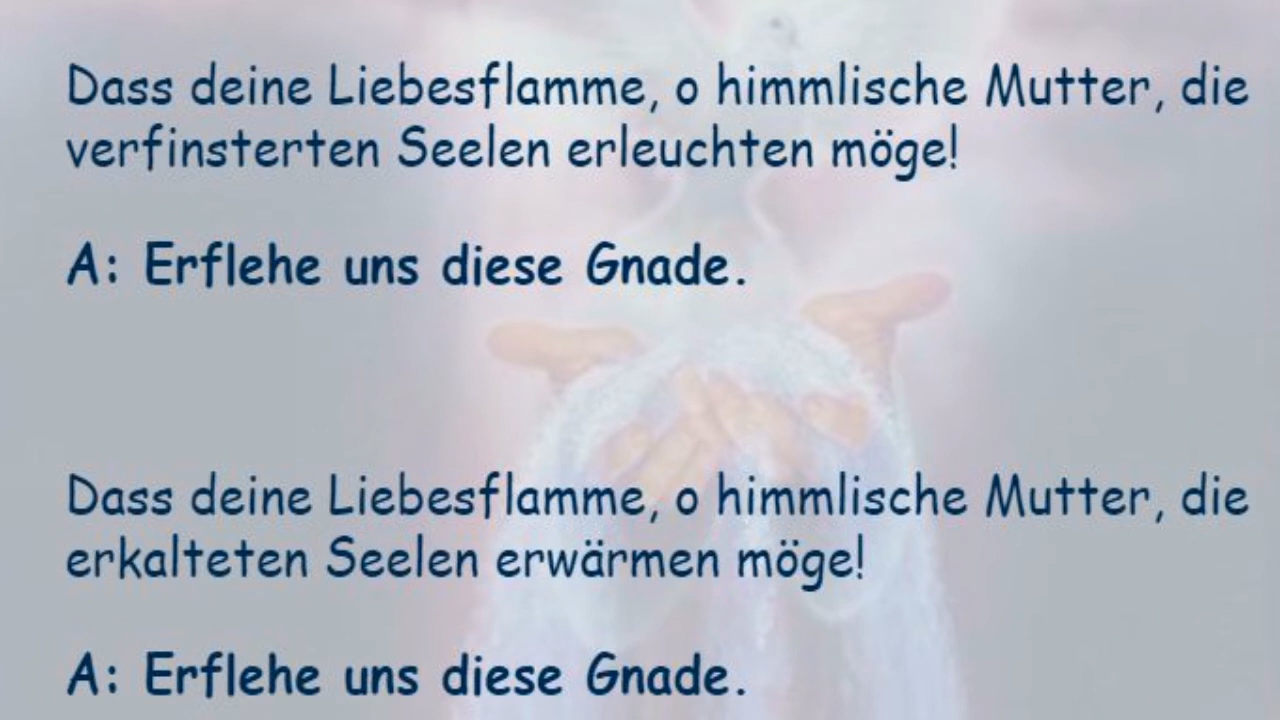 Dass deine Liebesflamme, o himmlische Mutter, die
verfinsterten Seelen erleuchten möge!
A: Erflehe uns diese Gnade.
Dass deine Liebesflamme, o himmlische Mutter, die
erkalteten Seelen erwärmen möge!
A: Erflehe uns diese Gnade.